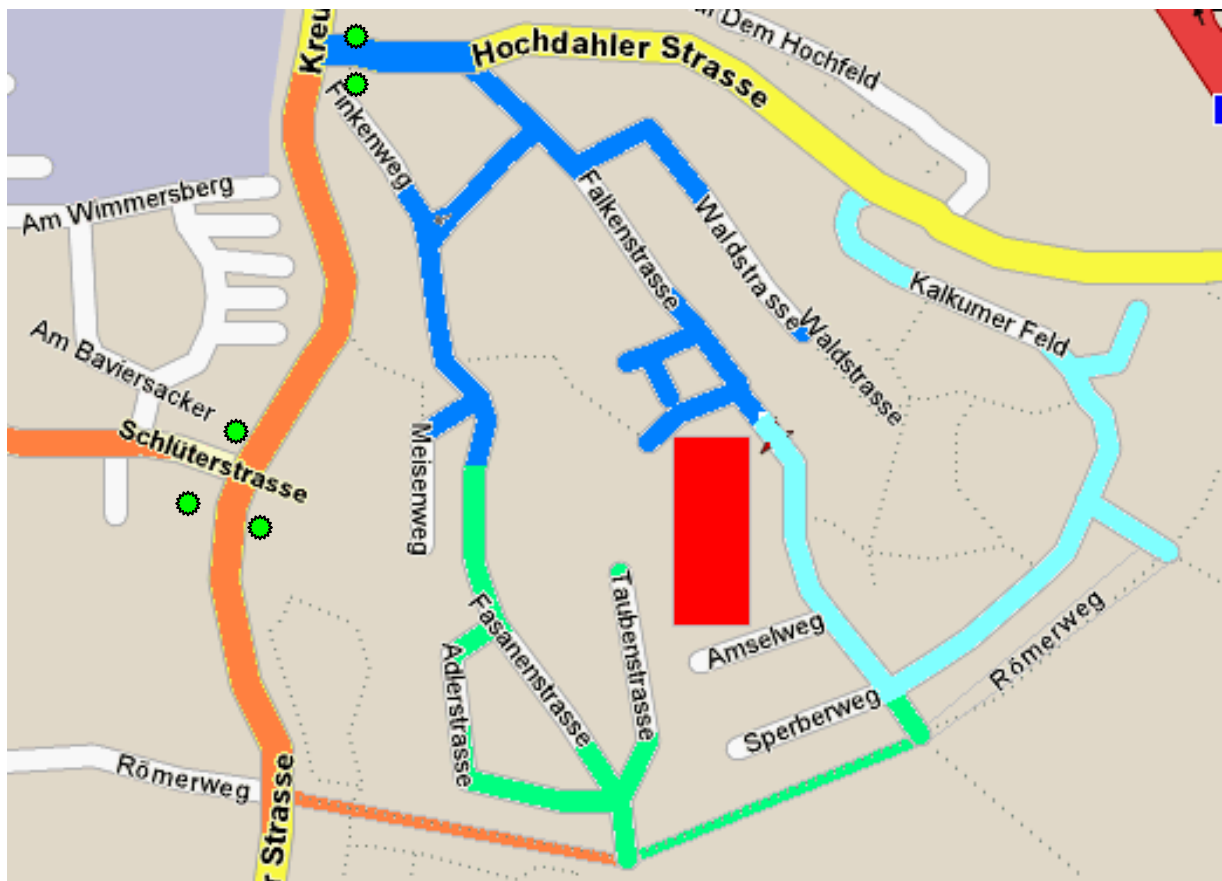 Kreu
Hochdahler Strasse
Dem Hochfeld
Finkenweg
Am Wimmersberg
Falkenstrasse
Waldstrasse
Waldstrasse
Kalkumer Feld
Am Baviersacker
Schlüterstrasse
Meisenweg
Fasanenstrasse
Taubenstrasse
Amselweg
Römerweg
Adlerstrasse
Sperberweg
Römerweg
r Strasse